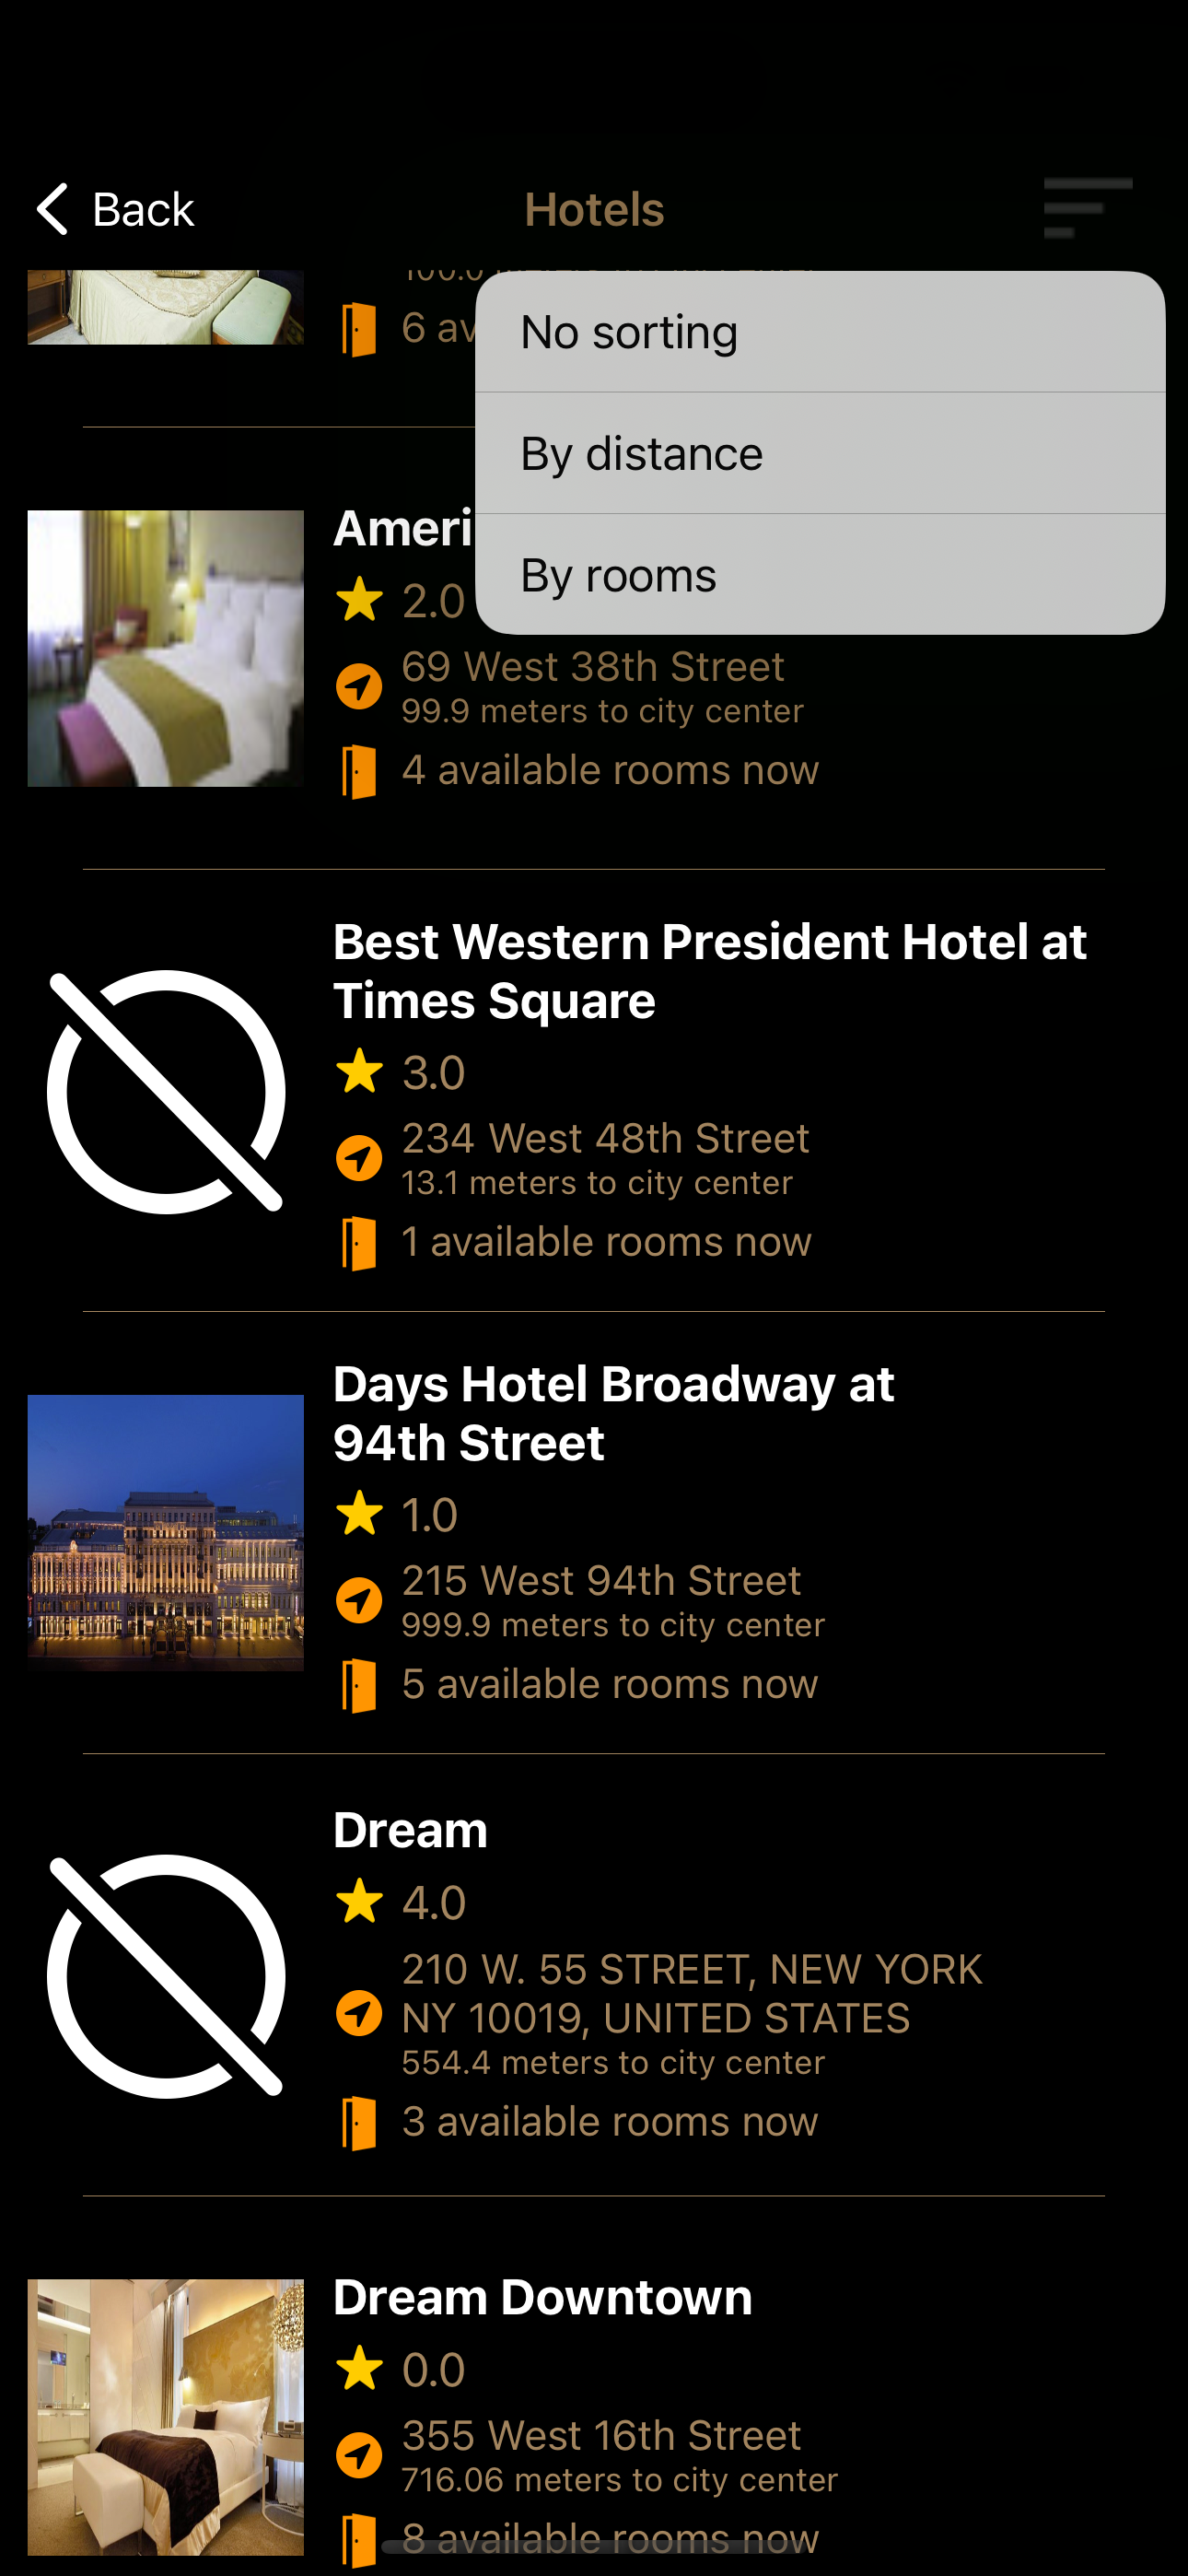 Back
Hotels
No sorting
By distance
By rooms
6 av
Ameri
2.0
69 West 38th Street
99.9 meters to city center
4 available rooms now
Best Western President Hotel at
Times Square
3.0
234 West 48th Street
13.1 meters to city center
1 available rooms now
Days Hotel Broadway at
94th Street
1.0
215 West 94th Street
999.9 meters to city center
5 available rooms now
Dream
4.0
210 W. 55 STREET, NEW YORK
NY 10019, UNITED STATES
554.4 meters to city center
3 available rooms now
Dream Downtown
0.0
355 West 16th Street
716.06 meters to city center
8 available rooms now